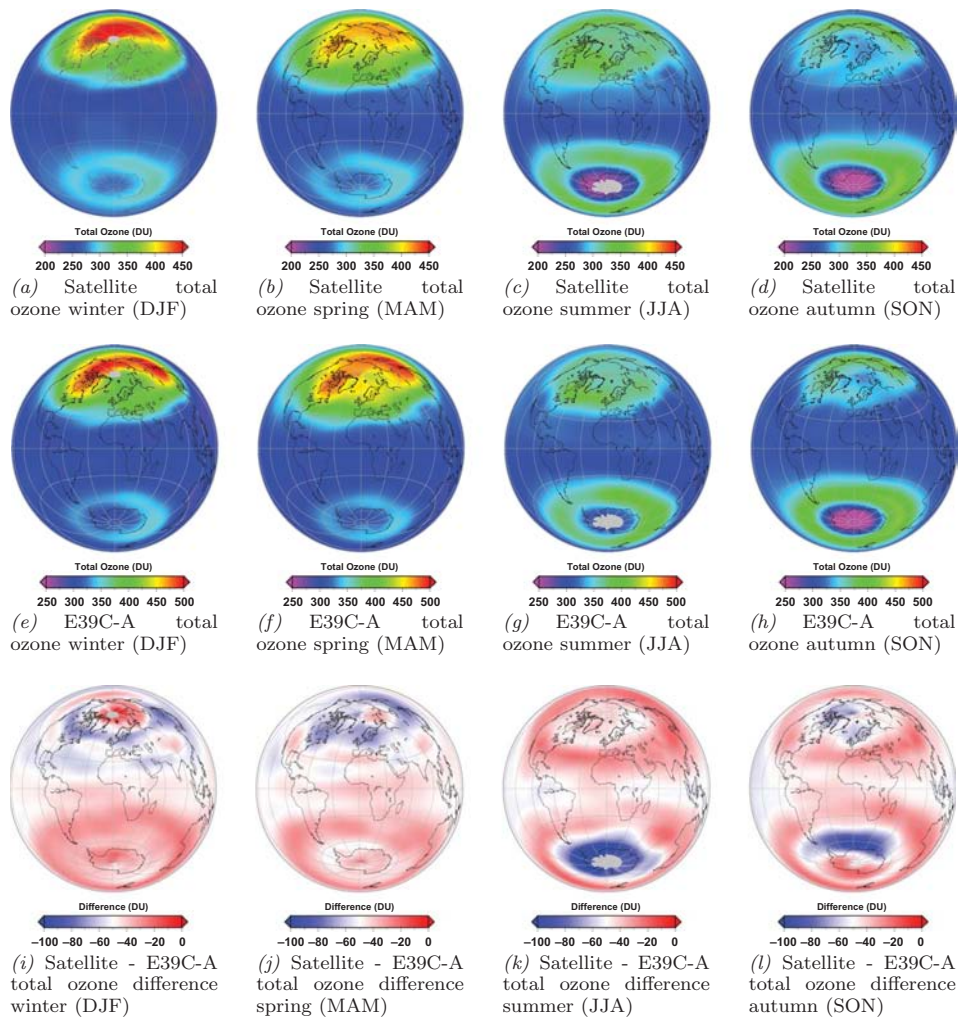 Total Ozone (DU)
200 250 300 350 400 450
(a) Satellite total
ozone winter (DJF)
Total Ozone (DU)
200 250 300 350 400 450
(b) Satellite total
ozone spring (MAM)
Total Ozone (DU)
200 250 300 350 400 450
(c) Satellite total
ozone summer (JJA)
Total Ozone (DU)
200 250 300 350 400 450
(d) Satellite total
ozone autumn (SON)
Total Ozone (DU)
250 300 350 400 450 500
(e) E39C-A total
ozone winter (DJF)
Total Ozone (DU)
250 300 350 400 450 500
(f) E39C-A total
ozone spring (MAM)
Total Ozone (DU)
250 300 350 400 450 500
(g) E39C-A total
ozone summer (JJA)
Total Ozone (DU)
250 300 350 400 450 500
(h) E39C-A total
ozone autumn (SON)
Difference (DU)
−100 −80 −60 −40 −20 0
(i) Satellite - E39C-A
total ozone difference
winter (DJF)
Difference (DU)
−100 −80 −60 −40 −20 0
(j) Satellite - E39C-A
total ozone difference
spring (MAM)
Difference (DU)
−100 −80 −60 −40 −20 0
(k) Satellite - E39C-A
total ozone difference
summer (JJA)
Difference (DU)
−100 −80 −60 −40 −20 0
(l) Satellite - E39C-A
total ozone difference
autumn (SON)